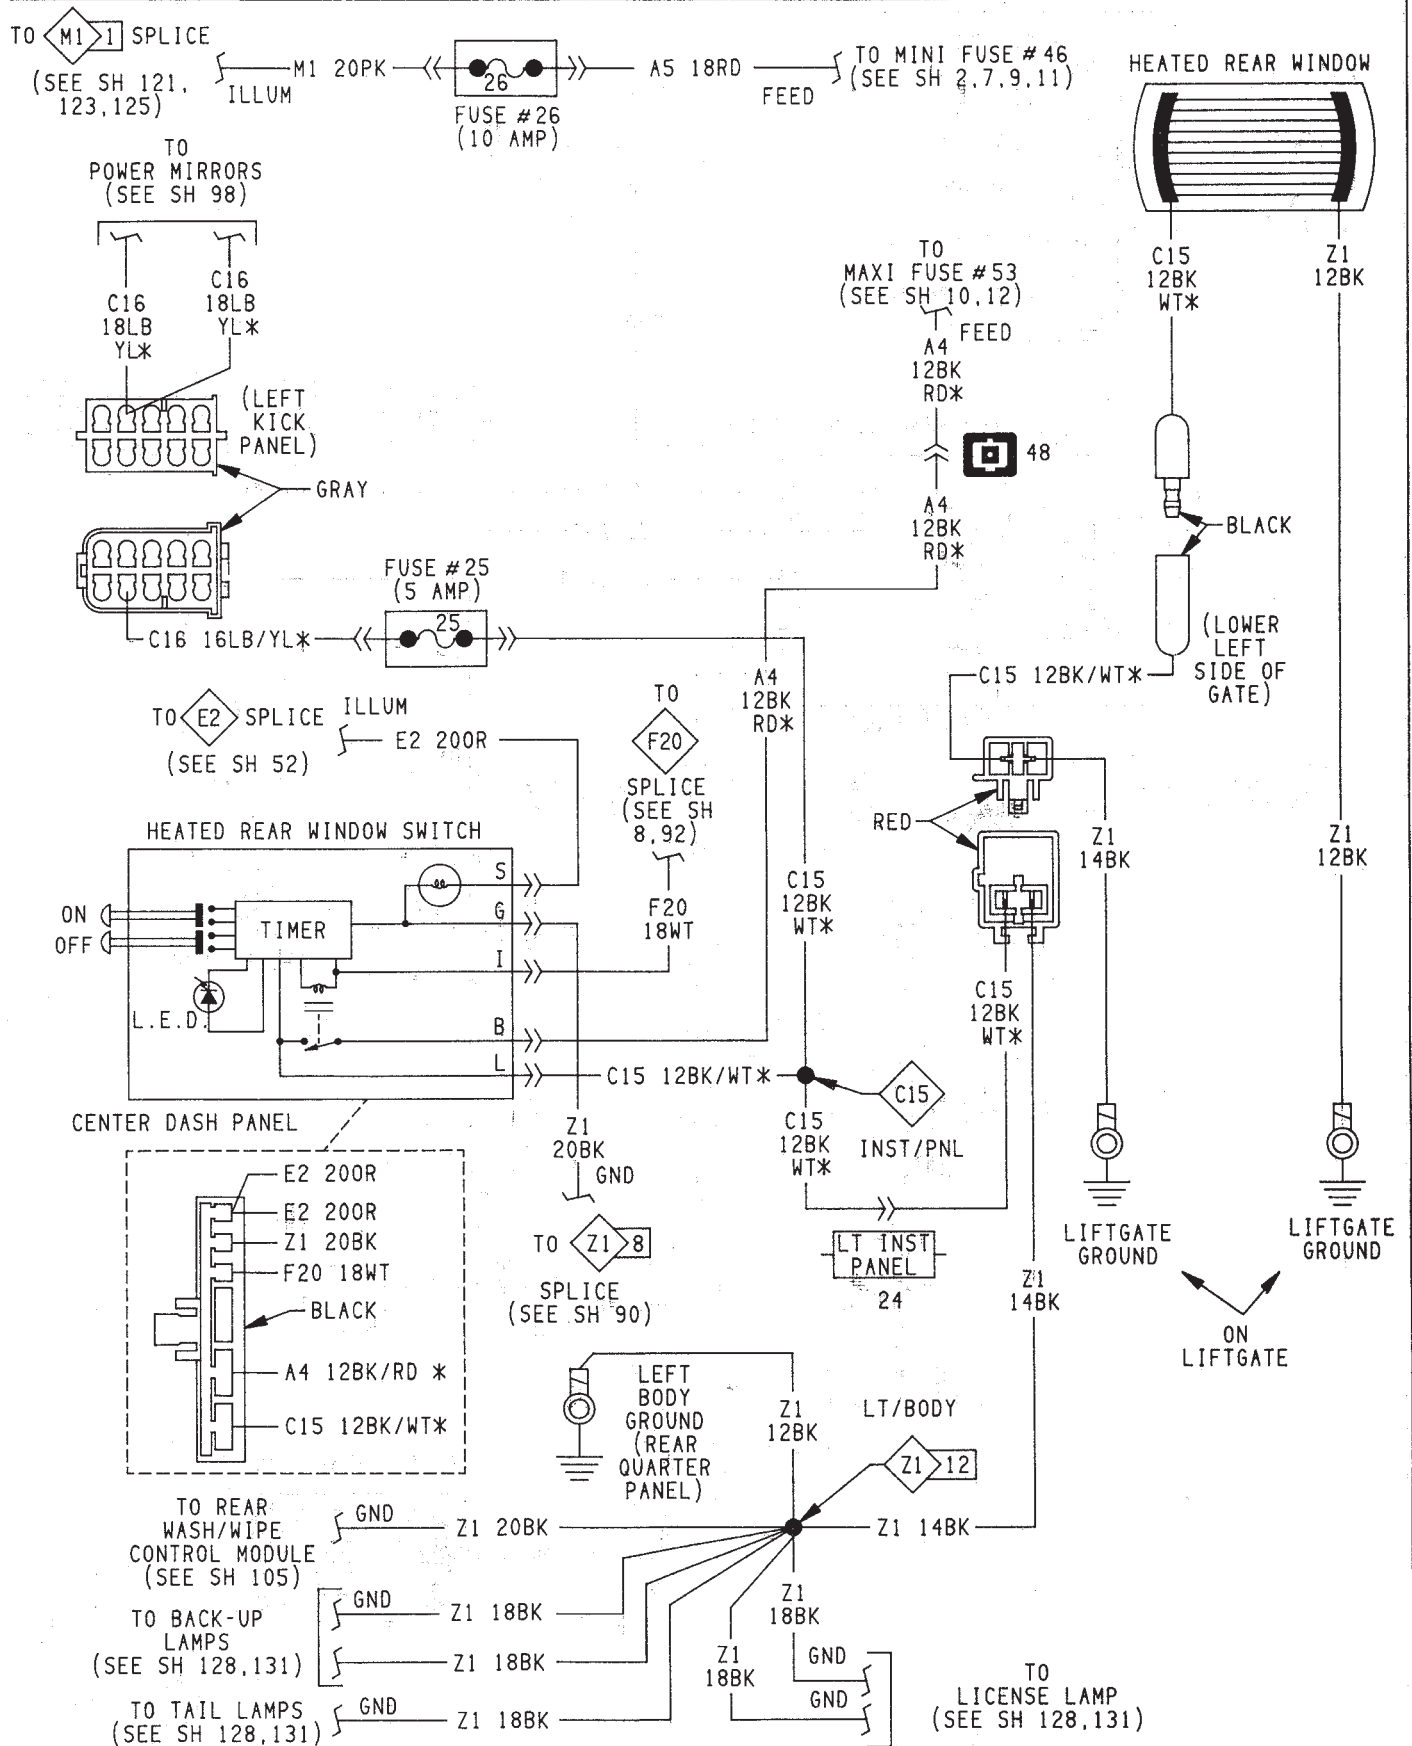 TO M1 1 SPLICE
(SEE SH 121,
123,125)
ILLUM
M1 20PK
26
FUSE #26
(10 AMP)
A5 18RD
FEED
TO MINI FUSE #46
(SEE SH 2,7,9,11)
HEATED REAR WINDOW
TO
POWER MIRRORS
(SEE SH 98)
C16
18LB
YL*
C16
18LB
YL*
(LEFT
KICK
PANEL)
GRAY
TO
MAXI FUSE #53
(SEE SH 10,12)
FEED
A4
12BK
RD*
48
A4
12BK
RD*
C15
12BK
WT*
Z1
12BK
BLACK
(LOWER
LEFT
SIDE OF
GATE)
FUSE #25
(5 AMP)
25
C16 16LB/YL*
C15 12BK/WT*
TO E2 SPLICE
(SEE SH 52)
ILLUM
E2 20OR
TO
F20
SPLICE
(SEE SH
8,92)
A4
12BK
RD*
RED
Z1
14BK
Z1
12BK
HEATED REAR WINDOW SWITCH
S
G
I
B
L
ON
OFF
TIMER
L.E.D.
F20
18WT
C15
12BK
WT*
C15
12BK
WT*
C15 12BK/WT*
C15
INST/PNL
CENTER DASH PANEL
Z1
20BK
GND
C15
12BK
WT*
E2 20OR
E2 20OR
Z1 20BK
F20 18WT
BLACK
A4 12BK/RD *
C15 12BK/WT*
TO Z1 8
SPLICE
(SEE SH 90)
LT INST
PANEL
24
Z1
14BK
LIFTGATE
GROUND
LIFTGATE
GROUND
ON
LIFTGATE
LEFT
BODY
GROUND
(REAR
QUARTER
PANEL)
Z1
12BK
LT/BODY
Z1 12
TO REAR
WASH/WIPE
CONTROL MODULE
(SEE SH 105)
GND
Z1 20BK
Z1 14BK
TO BACK-UP
LAMPS
(SEE SH 128,131)
GND
Z1 18BK
Z1 18BK
TO TAIL LAMPS
(SEE SH 128,131)
GND
Z1 18BK
Z1
18BK
Z1
18BK
GND
GND
TO
LICENSE LAMP
(SEE SH 128,131)